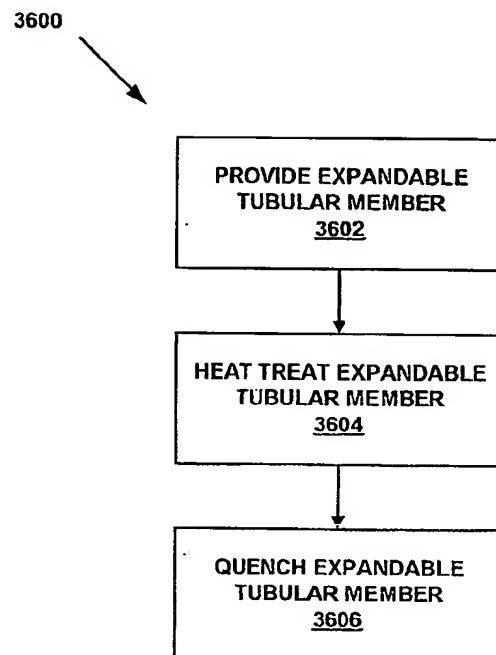 3600
PROVIDE EXPANDABLE
TUBULAR MEMBER
3602
HEAT TREAT EXPANDABLE
TUBULAR MEMBER
3604
QUENCH EXPANDABLE
TUBULAR MEMBER
3606